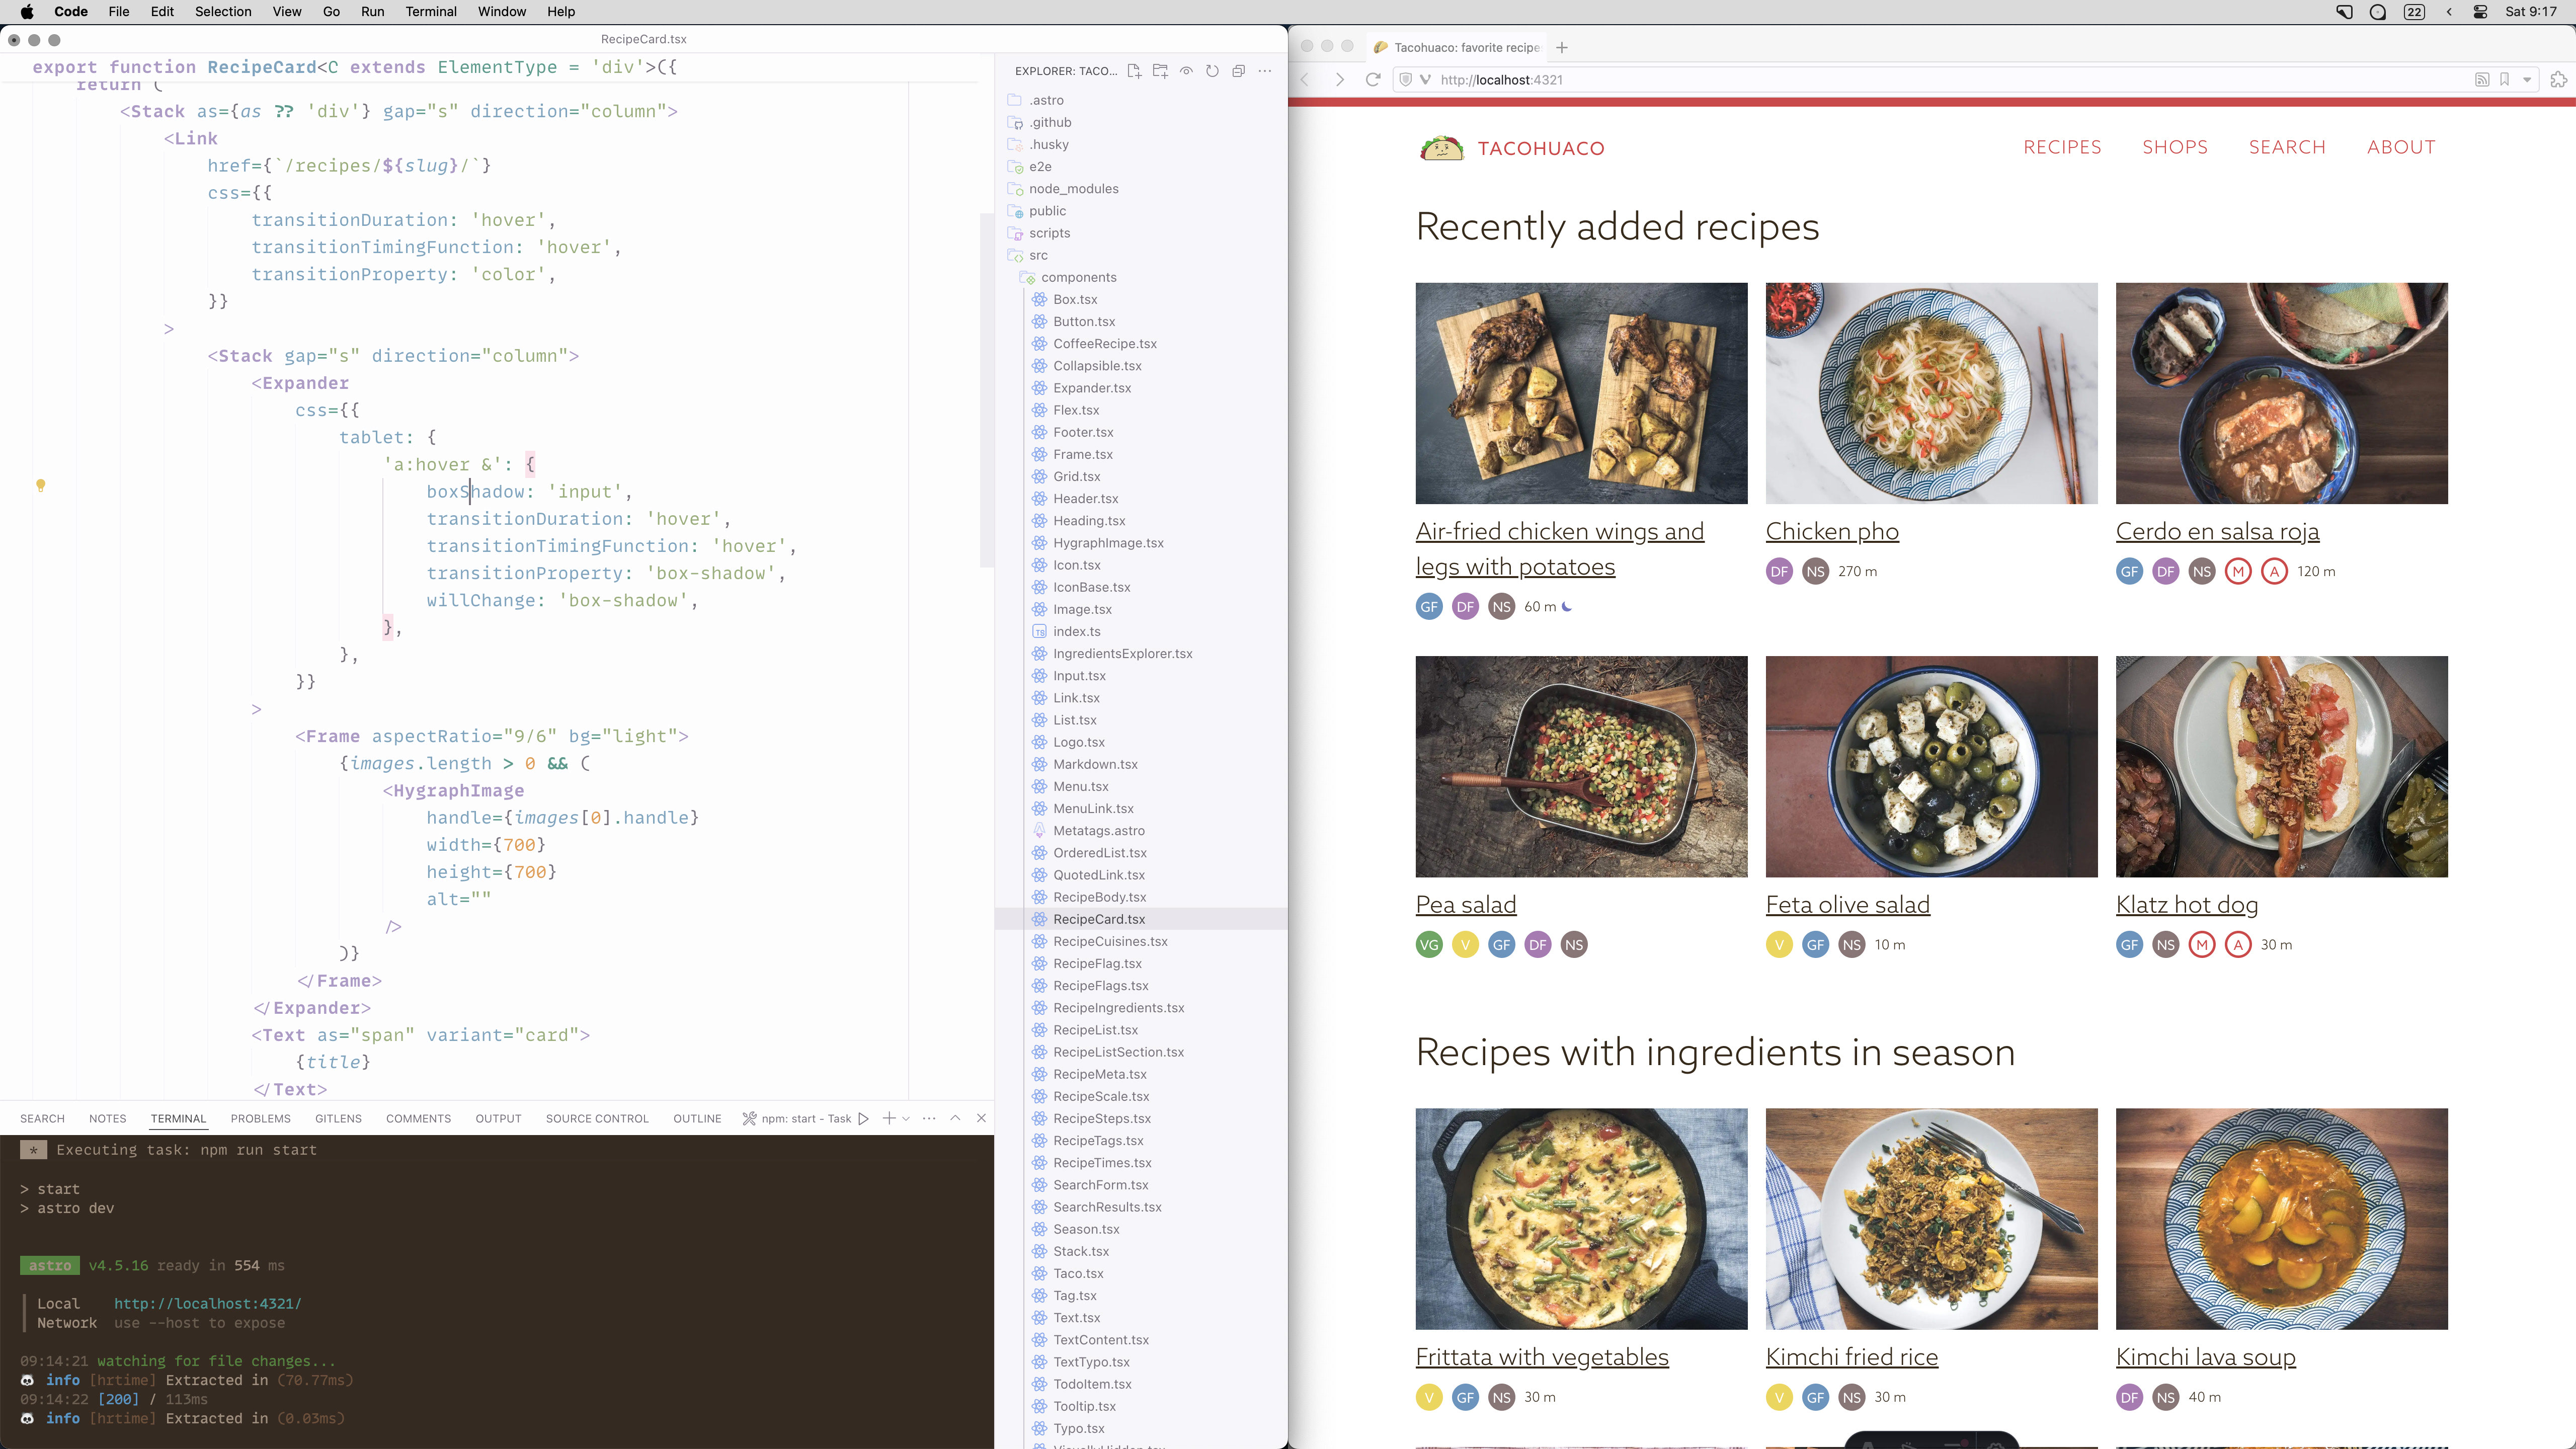 Code File Edit Selection View Go Run Terminal Window Help
22
Sat 9:17
RecipeCard.tsx
export function RecipeCard<C extends ElementType = 'div'>({
return (
<Stack as={as ?? 'div'} gap="s" direction="column">
<Link
href={`/recipes/${slug}/`}
css={{
transitionDuration: 'hover',
transitionTimingFunction: 'hover',
transitionProperty: 'color',
}}
>
<Stack gap="s" direction="column">
<Expander
css={{
tablet: {
'a:hover &': {
boxShadow: 'input',
transitionDuration: 'hover',
transitionTimingFunction: 'hover',
transitionProperty: 'box-shadow',
willChange: 'box-shadow',
},
},
}}
>
<Frame aspectRatio="9/6" bg="light">
{images.length > 0 && (
<HygraphImage
handle={images[0].handle}
width={700}
height={700}
alt=""
/>
)}
</Frame>
</Expander>
<Text as="span" variant="card">
{title}
</Text>
EXPLORER: TACO...
.astro
.github
.husky
e2e
node_modules
public
scripts
src
components
Box.tsx
Button.tsx
CoffeeRecipe.tsx
Collapsible.tsx
Expander.tsx
Flex.tsx
Footer.tsx
Frame.tsx
Grid.tsx
Header.tsx
Heading.tsx
HygraphImage.tsx
Icon.tsx
IconBase.tsx
Image.tsx
TS index.ts
IngredientsExplorer.tsx
Input.tsx
Link.tsx
List.tsx
Logo.tsx
Markdown.tsx
Menu.tsx
MenuLink.tsx
Metatags.astro
OrderedList.tsx
QuotedLink.tsx
RecipeBody.tsx
RecipeCard.tsx
RecipeCuisines.tsx
RecipeFlag.tsx
RecipeFlags.tsx
RecipeIngredients.tsx
RecipeList.tsx
RecipeListSection.tsx
RecipeMeta.tsx
RecipeScale.tsx
RecipeSteps.tsx
RecipeTags.tsx
RecipeTimes.tsx
SearchForm.tsx
SearchResults.tsx
Season.tsx
Stack.tsx
Taco.tsx
Tag.tsx
Text.tsx
TextContent.tsx
TextTypo.tsx
TodoItem.tsx
Tooltip.tsx
Typo.tsx
SEARCH NOTES TERMINAL PROBLEMS GITLENS COMMENTS OUTPUT SOURCE CONTROL OUTLINE npm: start - Task
* Executing task: npm run start
> start
> astro dev
astro v4.5.16 ready in 554 ms
Local http://localhost:4321/
Network use --host to expose
09:14:21 watching for file changes...
info [hrtime] Extracted in (70.77ms)
09:14:22 [200] / 113ms
info [hrtime] Extracted in (0.03ms)
Tacohuaco: favorite recipe
http://localhost:4321
TACOHUACO
RECIPES SHOPS SEARCH ABOUT
Recently added recipes
Air-fried chicken wings and
legs with potatoes
GF DF NS 60 m
Chicken pho
DF NS 270 m
Cerdo en salsa roja
GF DF NS M A 120 m
Pea salad
VG V GF DF NS
Feta olive salad
V GF NS 10 m
Klatz hot dog
GF NS M A 30 m
Recipes with ingredients in season
Frittata with vegetables
V GF NS 30 m
Kimchi fried rice
V GF NS 30 m
Kimchi lava soup
DF NS 40 m